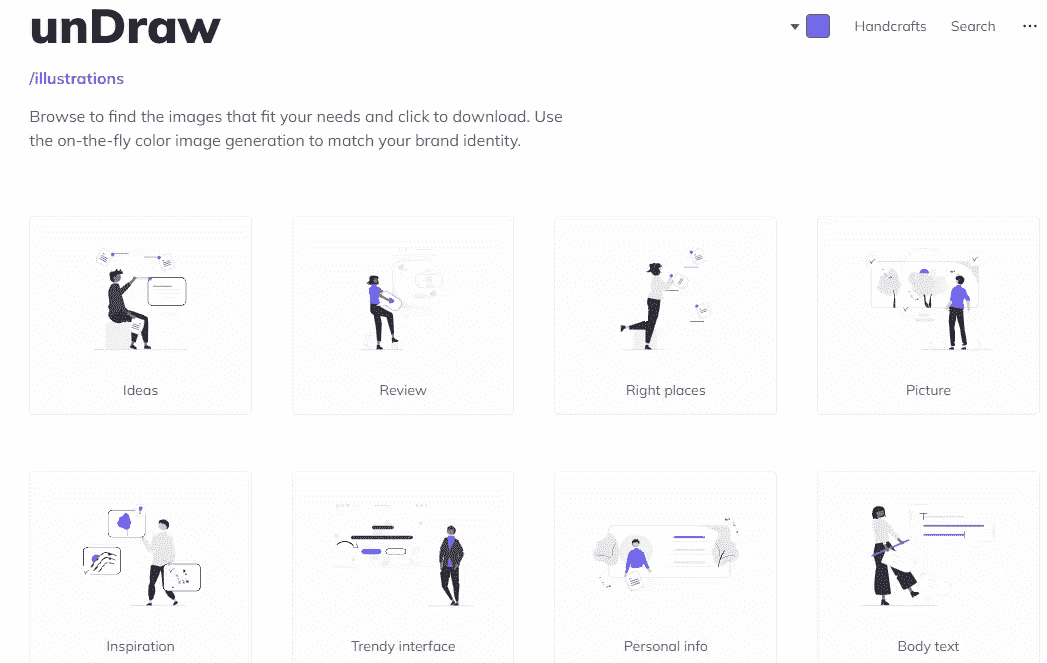 unDraw
Handcrafts
Search
/illustrations
Browse to find the images that fit your needs and click to download. Use
the on-the-fly color image generation to match your brand identity.
Ideas
Review
Right places
Picture
Inspiration
Trendy interface
Personal info
Body text